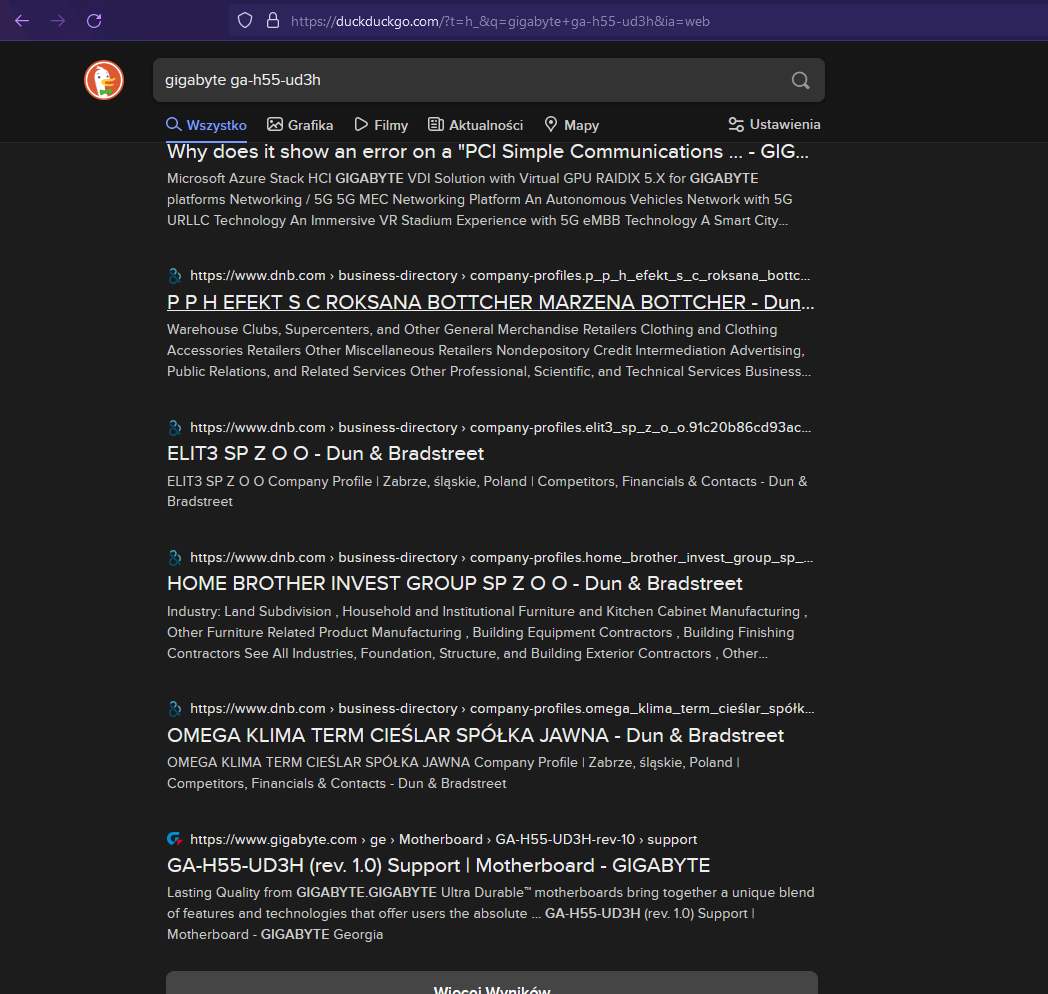 https://duckduckgo.com/?t=h_&q=gigabyte+ga-h55-ud3h&ia=web
gigabyte ga-h55-ud3h
Wszystko Grafika Filmy Aktualności Mapy Ustawienia
Why does it show an error on a "PCI Simple Communications ... - GIG...
Microsoft Azure Stack HCI GIGABYTE VDI Solution with Virtual GPU RAIDIX 5.X for GIGABYTE
platforms Networking / 5G 5G MEC Networking Platform An Autonomous Vehicles Network with 5G
URLLC Technology An Immersive VR Stadium Experience with 5G eMBB Technology A Smart City...
https://www.dnb.com › business-directory › company-profiles.p_p_h_efekt_s_c_roksana_bottc...
P P H EFEKT S C ROKSANA BOTTCHER MARZENA BOTTCHER - Dun...
Warehouse Clubs, Supercenters, and Other General Merchandise Retailers Clothing and Clothing
Accessories Retailers Other Miscellaneous Retailers Nondepository Credit Intermediation Advertising,
Public Relations, and Related Services Other Professional, Scientific, and Technical Services Business...
https://www.dnb.com › business-directory › company-profiles.elit3_sp_z_o_o.91c20b86cd93ac...
ELIT3 SP Z O O - Dun & Bradstreet
ELIT3 SP Z O O Company Profile | Zabrze, śląskie, Poland | Competitors, Financials & Contacts - Dun &
Bradstreet
https://www.dnb.com › business-directory › company-profiles.home_brother_invest_group_sp_...
HOME BROTHER INVEST GROUP SP Z O O - Dun & Bradstreet
Industry: Land Subdivision , Household and Institutional Furniture and Kitchen Cabinet Manufacturing ,
Other Furniture Related Product Manufacturing , Building Equipment Contractors , Building Finishing
Contractors See All Industries, Foundation, Structure, and Building Exterior Contractors , Other...
https://www.dnb.com › business-directory › company-profiles.omega_klima_term_cieślar_spółk...
OMEGA KLIMA TERM CIEŚLAR SPÓŁKA JAWNA - Dun & Bradstreet
OMEGA KLIMA TERM CIEŚLAR SPÓŁKA JAWNA Company Profile | Zabrze, śląskie, Poland |
Competitors, Financials & Contacts - Dun & Bradstreet
https://www.gigabyte.com › ge › Motherboard › GA-H55-UD3H-rev-10 › support
GA-H55-UD3H (rev. 1.0) Support | Motherboard - GIGABYTE
Lasting Quality from GIGABYTE.GIGABYTE Ultra Durable™ motherboards bring together a unique blend
of features and technologies that offer users the absolute ... GA-H55-UD3H (rev. 1.0) Support |
Motherboard - GIGABYTE Georgia
Więcej Wyników